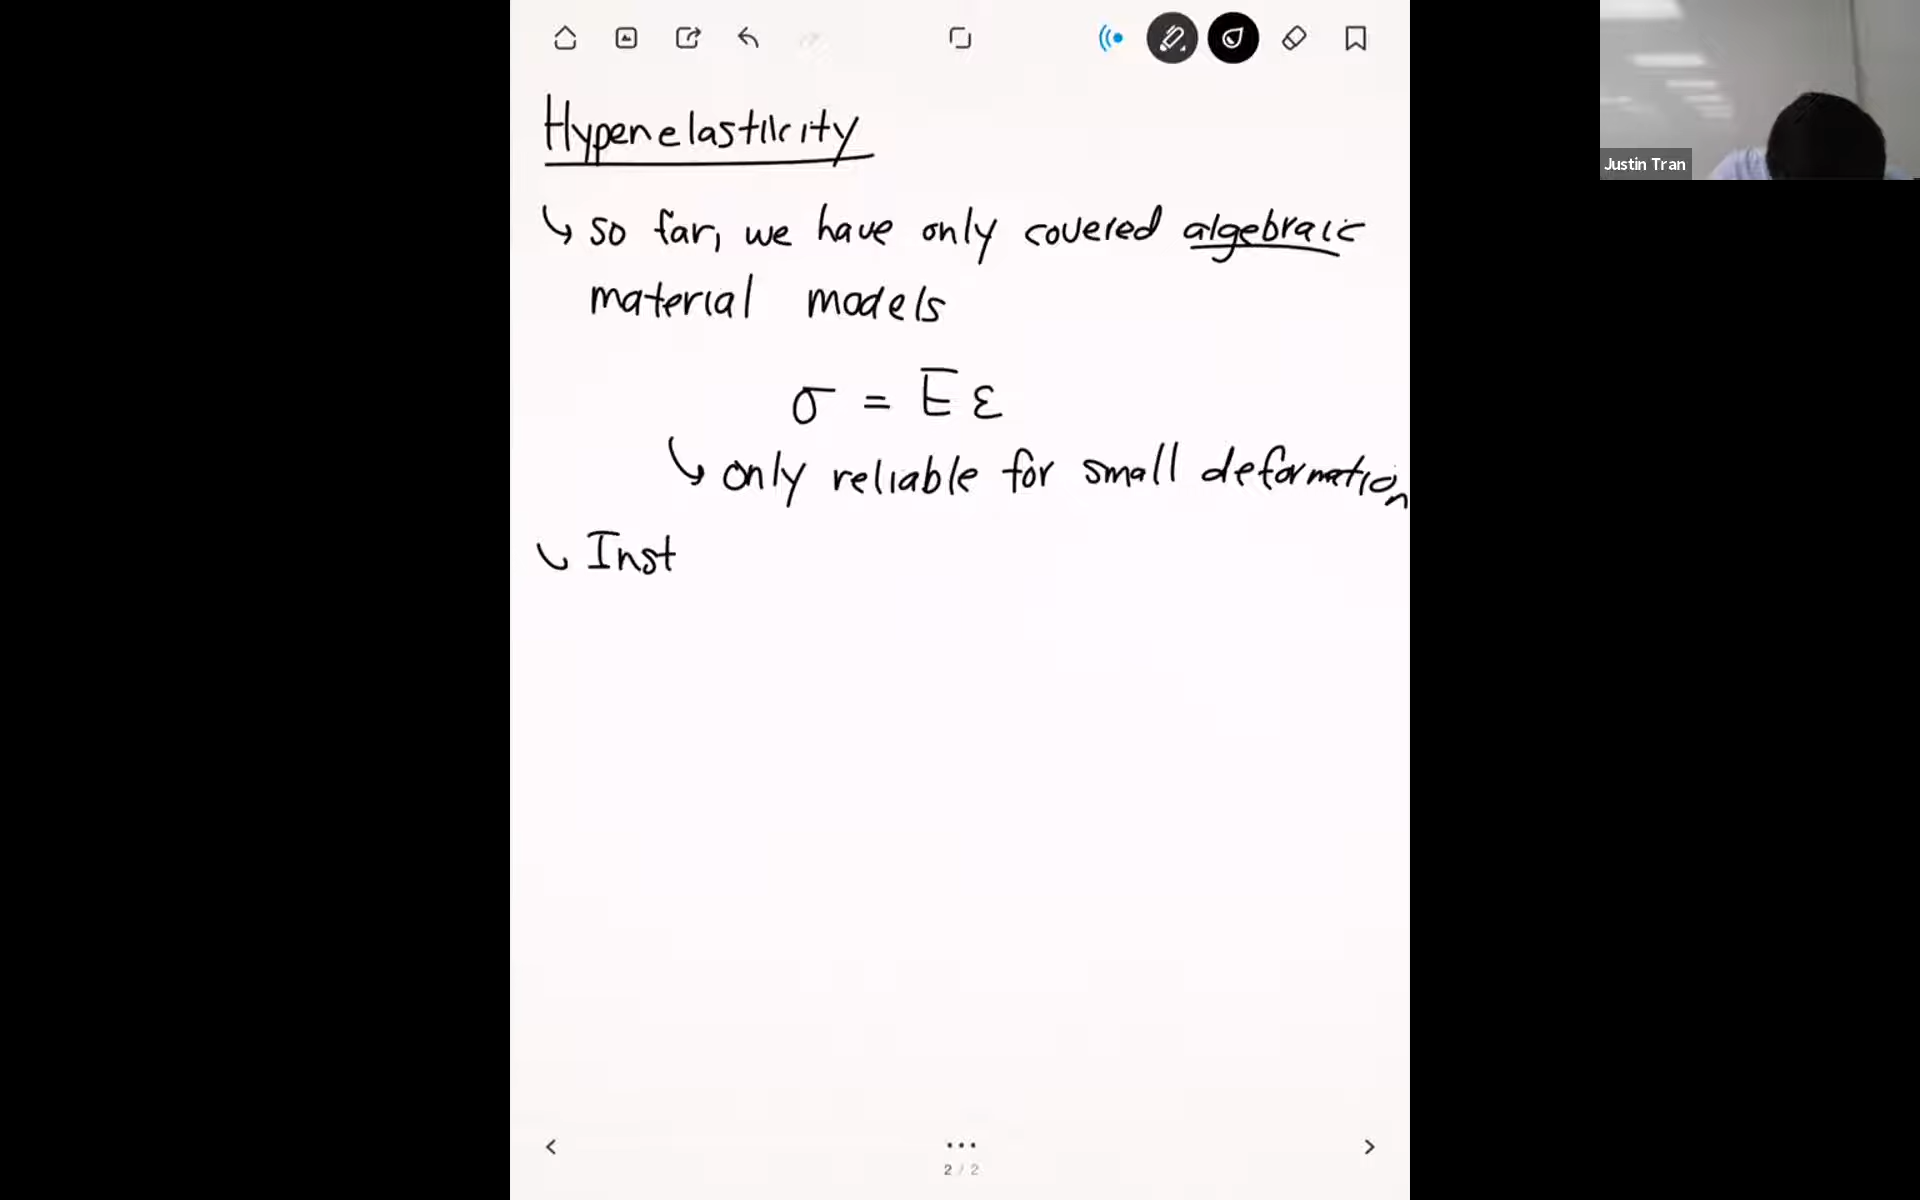 Hyperelasticity
↳ so far, we have only covered algebraic
material models
σ = E ε
↳ only reliable for small deformation
Inst
2 / 2
Justin Tran